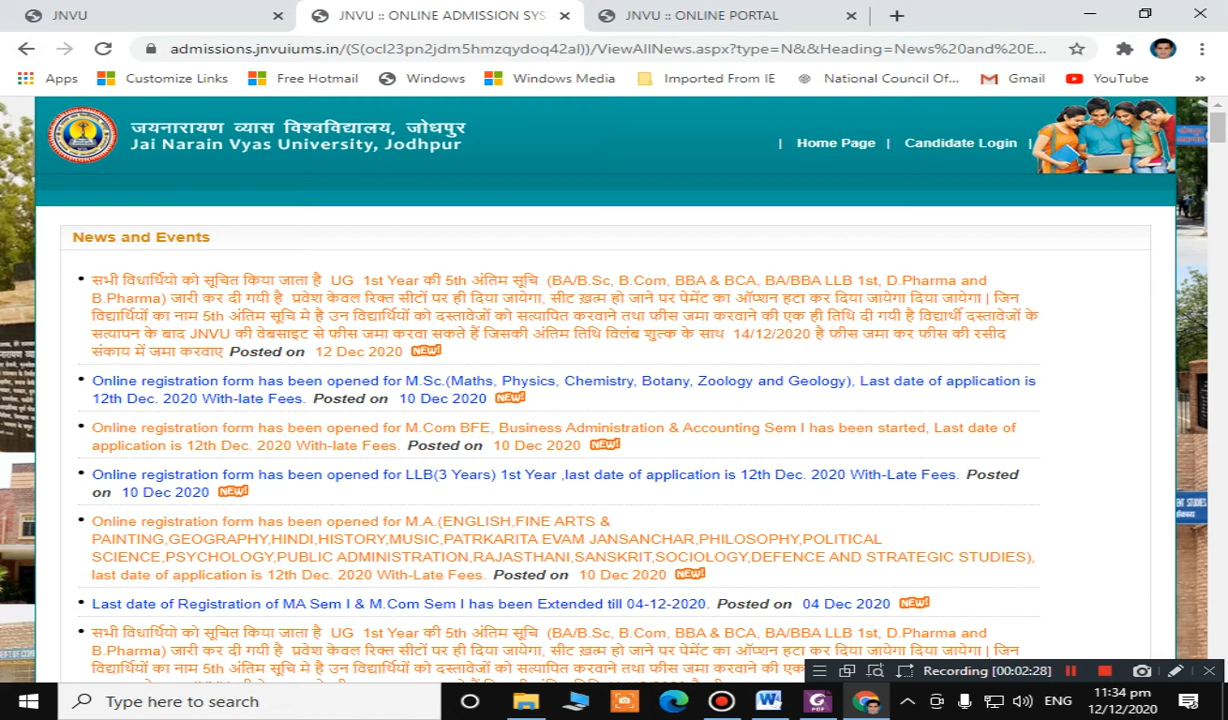 JNVU
JNVU :: ONLINE ADMISSION SYS
JNVU :: ONLINE PORTAL
admissions.jnvuiums.in/(S(ocl23pn2jdm5hmzqydoq42al))/ViewAllNews.aspx?type=N&&Heading=News%20and%20E...
Apps
Customize Links
Free Hotmail
Windows
Windows Media
Imported From IE
National Council Of...
Gmail
YouTube
जयनारायण व्यास विश्वविद्यालय, जोधपुर
Jai Narain Vyas University, Jodhpur
| Home Page | Candidate Login |
News and Events
सभी विधार्थियो को सूचित किया जाता है UG 1st Year की 5th अंतिम सूचि (BA/B.Sc, B.Com, BBA & BCA, BA/BBA LLB 1st, D.Pharma and
B.Pharma) जारी कर दी गयी है प्रवेश केवल रिक्त सीटों पर ही दिया जायेगा, सीट ख़त्म हो जाने पर पेमेंट का ऑप्शन हटा कर दिया जायेगा दिया जायेगा | जिन
विद्यार्थियों का नाम 5th अंतिम सूचि मे है उन विद्यार्थियों को दस्तावेजों को सत्यापित करवाने तथा फीस जमा करवाने की एक ही तिथि दी गयी है विद्यार्थी दस्तावेजों के
सत्यापन के बाद JNVU की वेबसाइट से फीस जमा करवा सकते हैं जिसकी अंतिम तिथि विलंब शुल्क के साथ 14/12/2020 है फीस जमा कर फीस की रसीद
संकाय में जमा करवाए Posted on 12 Dec 2020 NEW!
Online registration form has been opened for M.Sc.(Maths, Physics, Chemistry, Botany, Zoology and Geology), Last date of application is
12th Dec. 2020 With-late Fees. Posted on 10 Dec 2020 NEW!
Online registration form has been opened for M.Com BFE, Business Administration & Accounting Sem I has been started, Last date of
application is 12th Dec. 2020 With-late Fees. Posted on 10 Dec 2020 NEW!
Online registration form has been opened for LLB(3 Years) 1st Year ,last date of application is 12th Dec. 2020 With-Late Fees. Posted
on 10 Dec 2020 NEW!
Online registration form has been opened for M.A.(ENGLISH,FINE ARTS &
PAINTING,GEOGRAPHY,HINDI,HISTORY,MUSIC,PATRKARITA EVAM JANSANCHAR,PHILOSOPHY,POLITICAL
SCIENCE,PSYCHOLOGY,PUBLIC ADMINISTRATION,RAJASTHANI,SANSKRIT,SOCIOLOGY,DEFENCE AND STRATEGIC STUDIES),
last date of application is 12th Dec. 2020 With-Late Fees. Posted on 10 Dec 2020 NEW!
Last date of Registration of MA Sem I & M.Com Sem I has been Extended till 04-12-2020. Posted on 04 Dec 2020 NEW!
सभी विधार्थियो को सूचित किया जाता है UG 1st Year की 5th अंतिम सूचि (BA/B.Sc, B.Com, BBA & BCA, BA/BBA LLB 1st, D.Pharma and
B.Pharma) जारी कर दी गयी है प्रवेश केवल रिक्त सीटों पर ही दिया जायेगा, सीट ख़त्म हो जाने पर पेमेंट का ऑप्शन हटा कर दिया जायेगा दिया जायेगा | जिन
विद्यार्थियों का नाम 5th अंतिम सूचि मे है उन विद्यार्थियों को दस्तावेजों को सत्यापित करवाने तथा फीस जमा करवाने की एक
Recording [00:02:28]
Type here to search
ENG
11:34 pm
12/12/2020